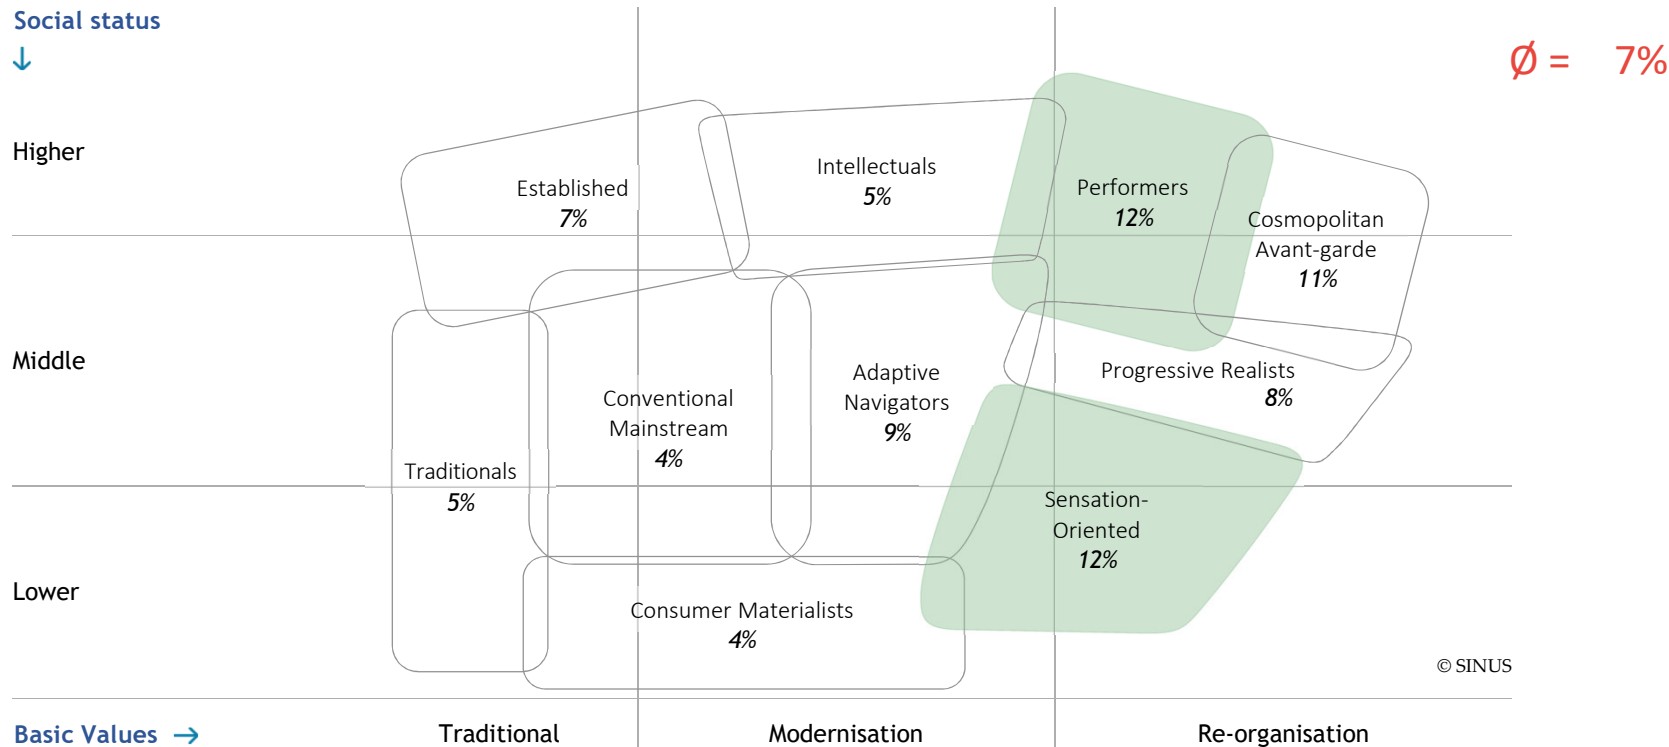 Social status
↓
Ø = 7%
Higher
Established
7%
Intellectuals
5%
Performers
12%
Cosmopolitan
Avant-garde
11%
Middle
Traditionals
5%
Conventional
Mainstream
4%
Adaptive
Navigators
9%
Progressive Realists
8%
Sensation-
Oriented
12%
Lower
Consumer Materialists
4%
© SINUS
Basic Values →
Traditional
Modernisation
Re-organisation